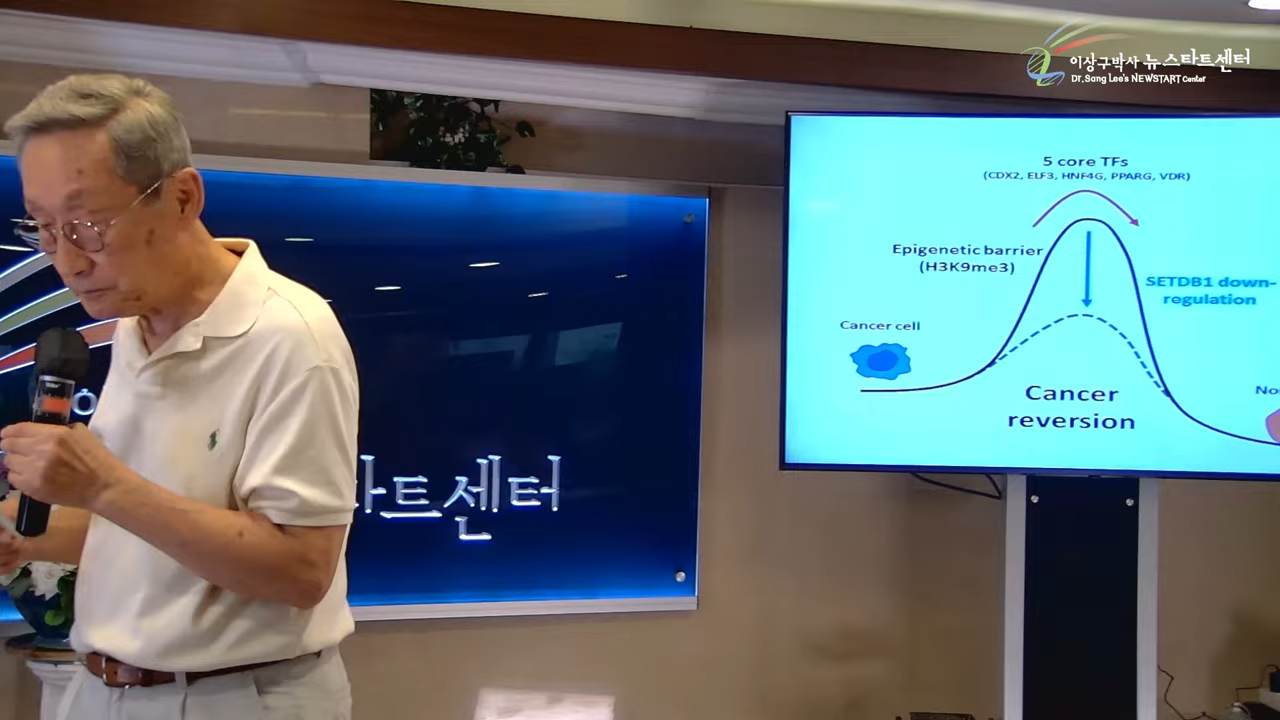 이상구박사 뉴스타트센터
Dr. Sang Lee's NEWSTART Center
5 core TFs
(CDX2, ELF3, HNF4G, PPARG, VDR)
Epigenetic barrier
(H3K9me3)
SETDB1 down-
regulation
Cancer cell
Cancer
reversion
No
타트센터